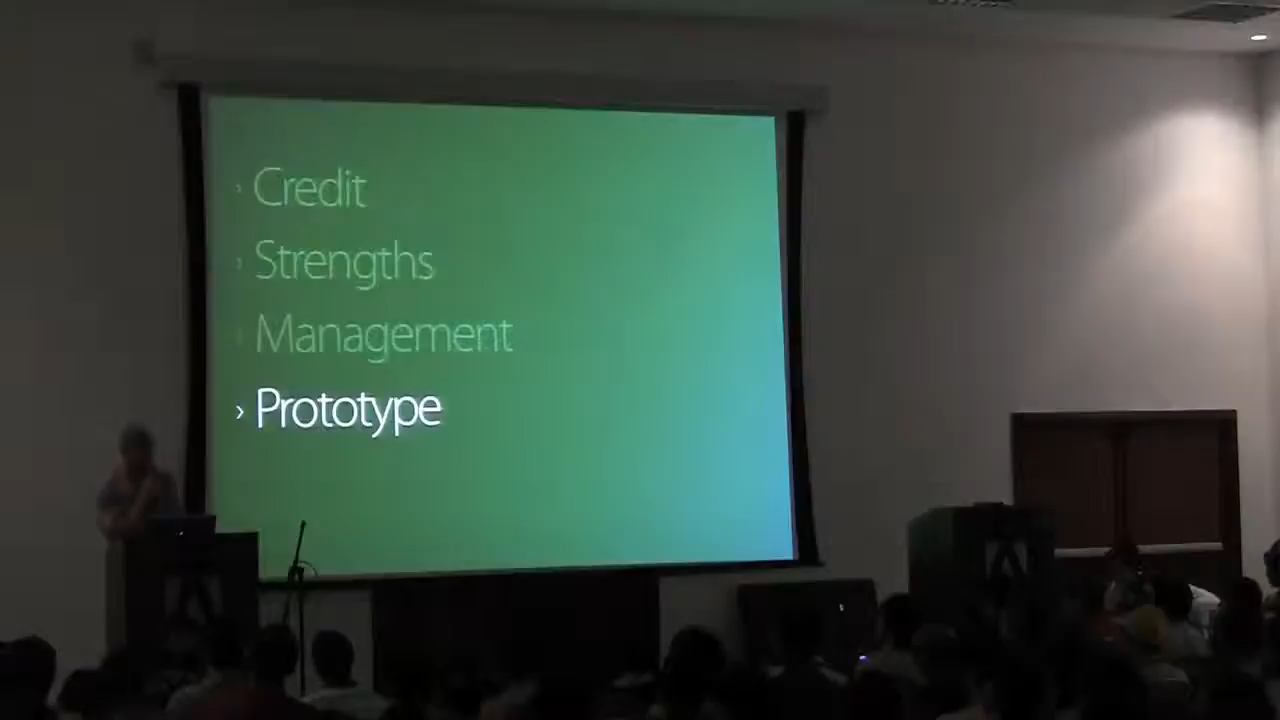 › Credit
› Strengths
› Management
› Prototype